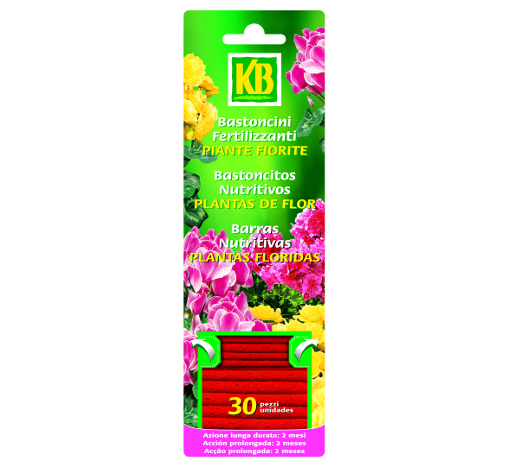 KB
Bastoncini
Fertilizzanti
PIANTE FIORITE
Bastoncitos
Nutritivos
PLANTAS DE FLOR
Barras
Nutritivas
PLANTAS FLORIDAS
30 pezzi
unidades
Azione lunga durata: 2 mesi
Acción prolongada: 2 meses
Acção prolongada: 2 meses